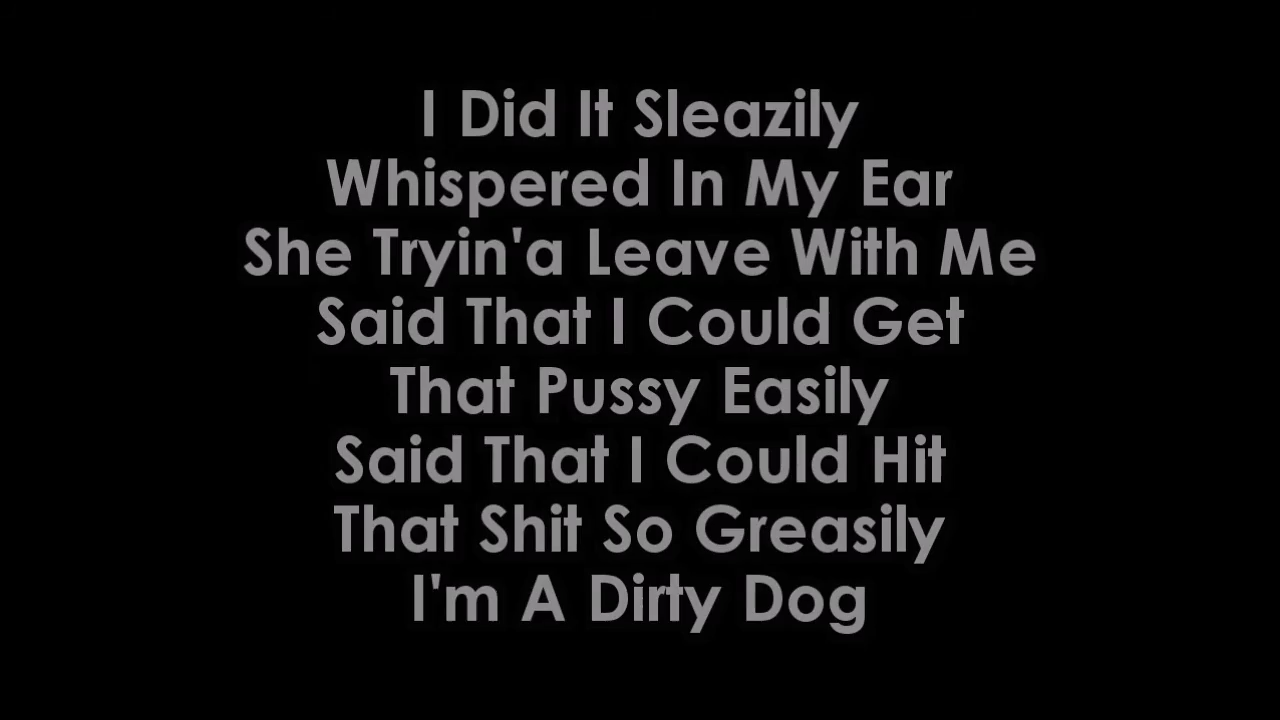 I Did It Sleazily
Whispered In My Ear
She Tryin'a Leave With Me
Said That I Could Get
That Pussy Easily
Said That I Could Hit
That Shit So Greasily
I'm A Dirty Dog